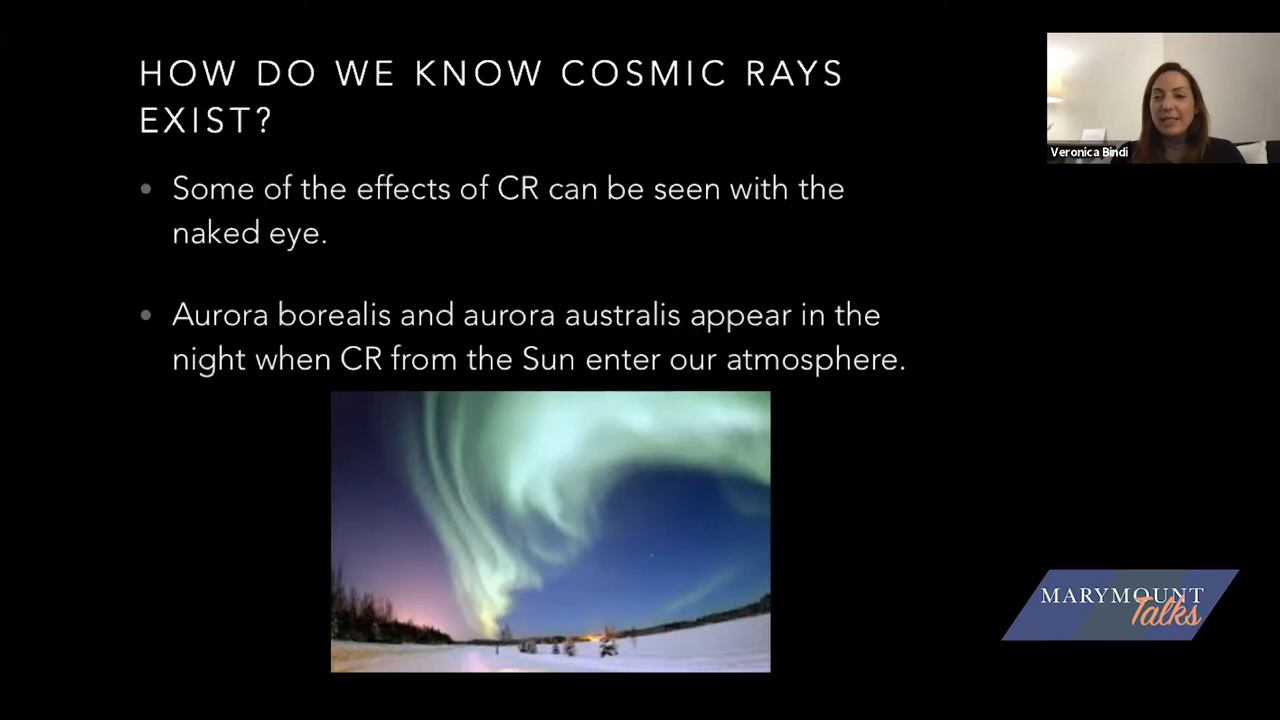 HOW DO WE KNOW COSMIC RAYS
EXIST?
• Some of the effects of CR can be seen with the
naked eye.
• Aurora borealis and aurora australis appear in the
night when CR from the Sun enter our atmosphere.
Veronica Bindi
MARYMOUNT
Talks